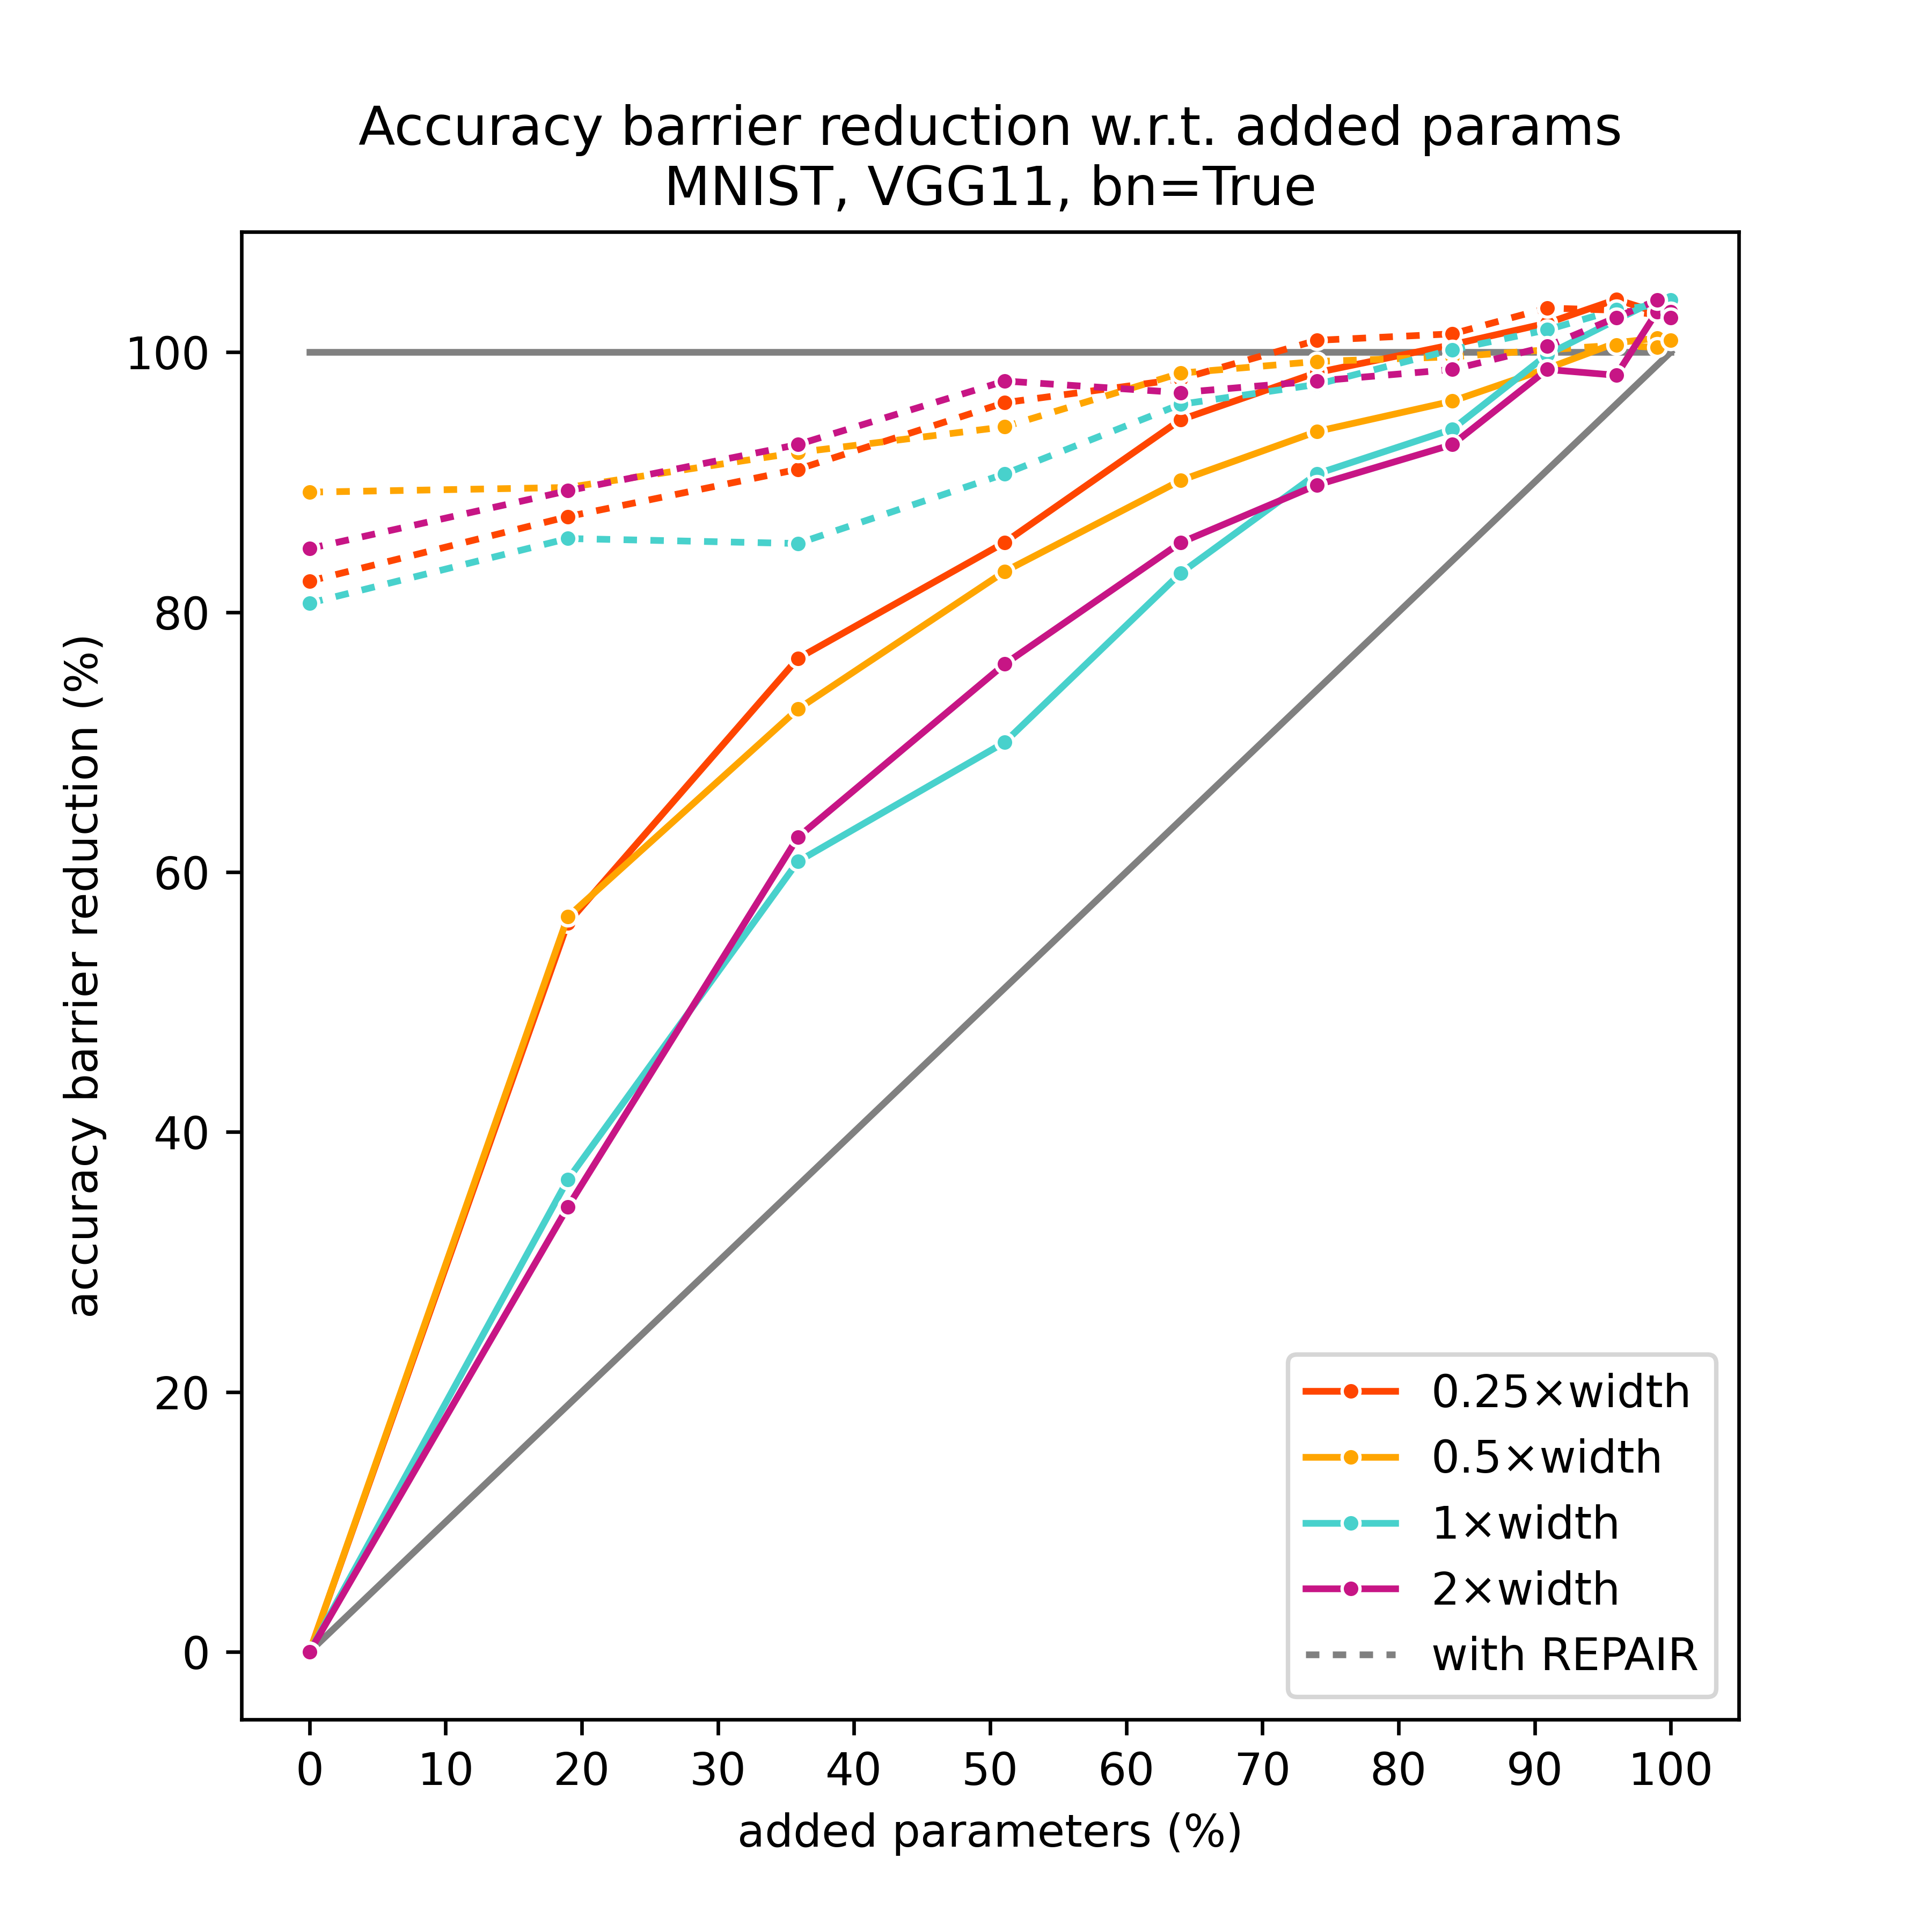 Accuracy barrier reduction w.r.t. added params
MNIST, VGG11, bn=True
accuracy barrier reduction (%)
100
80
60
40
20
0
0 10 20 30 40 50 60 70 80 90 100
added parameters (%)
0.25×width
0.5×width
1×width
2×width
with REPAIR